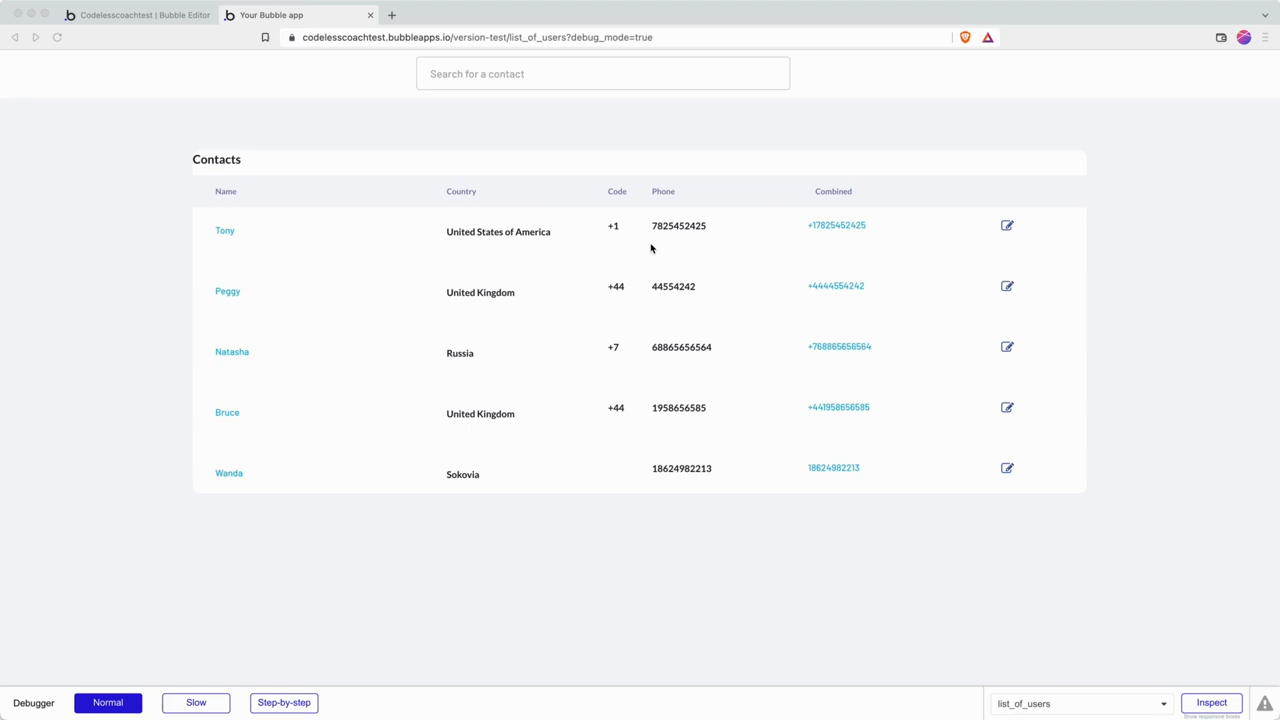 Codelesscoachtest | Bubble Editor
Your Bubble app
codelesscoachtest.bubbleapps.io/version-test/list_of_users?debug_mode=true
Search for a contact
Contacts
Name Country Code Phone Combined
Tony United States of America +1 7825452425 +17825452425
Peggy United Kingdom +44 44554242 +4444554242
Natasha Russia +7 68865656564 +768865656564
Bruce United Kingdom +44 1958656585 +441958656585
Wanda Sokovia 18624982213 18624982213
Debugger Normal Slow Step-by-step list_of_users Inspect
Show responsive boxes